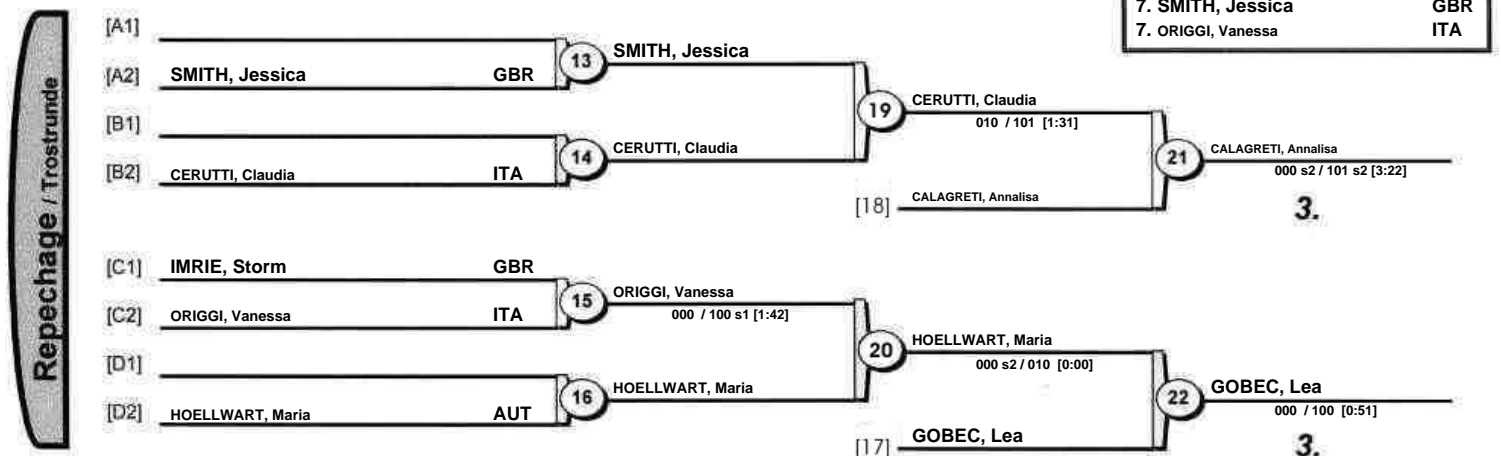 7. SMITH, Jessica GBR
7. ORIGGI, Vanessa ITA
Repechage / Trostrunde
[A1]
[A2] SMITH, Jessica GBR
13
SMITH, Jessica
[B1]
[B2] CERUTTI, Claudia ITA
14
CERUTTI, Claudia
19
CERUTTI, Claudia
010 / 101 [1:31]
[18] CALAGRETI, Annalisa
21
CALAGRETI, Annalisa
000 s2 / 101 s2 [3:22]
3.
[C1] IMRIE, Storm GBR
[C2] ORIGGI, Vanessa ITA
15
ORIGGI, Vanessa
000 / 100 s1 [1:42]
[D1]
[D2] HOELLWART, Maria AUT
16
HOELLWART, Maria
20
HOELLWART, Maria
000 s2 / 010 [0:00]
[17] GOBEC, Lea
22
GOBEC, Lea
000 / 100 [0:51]
3.